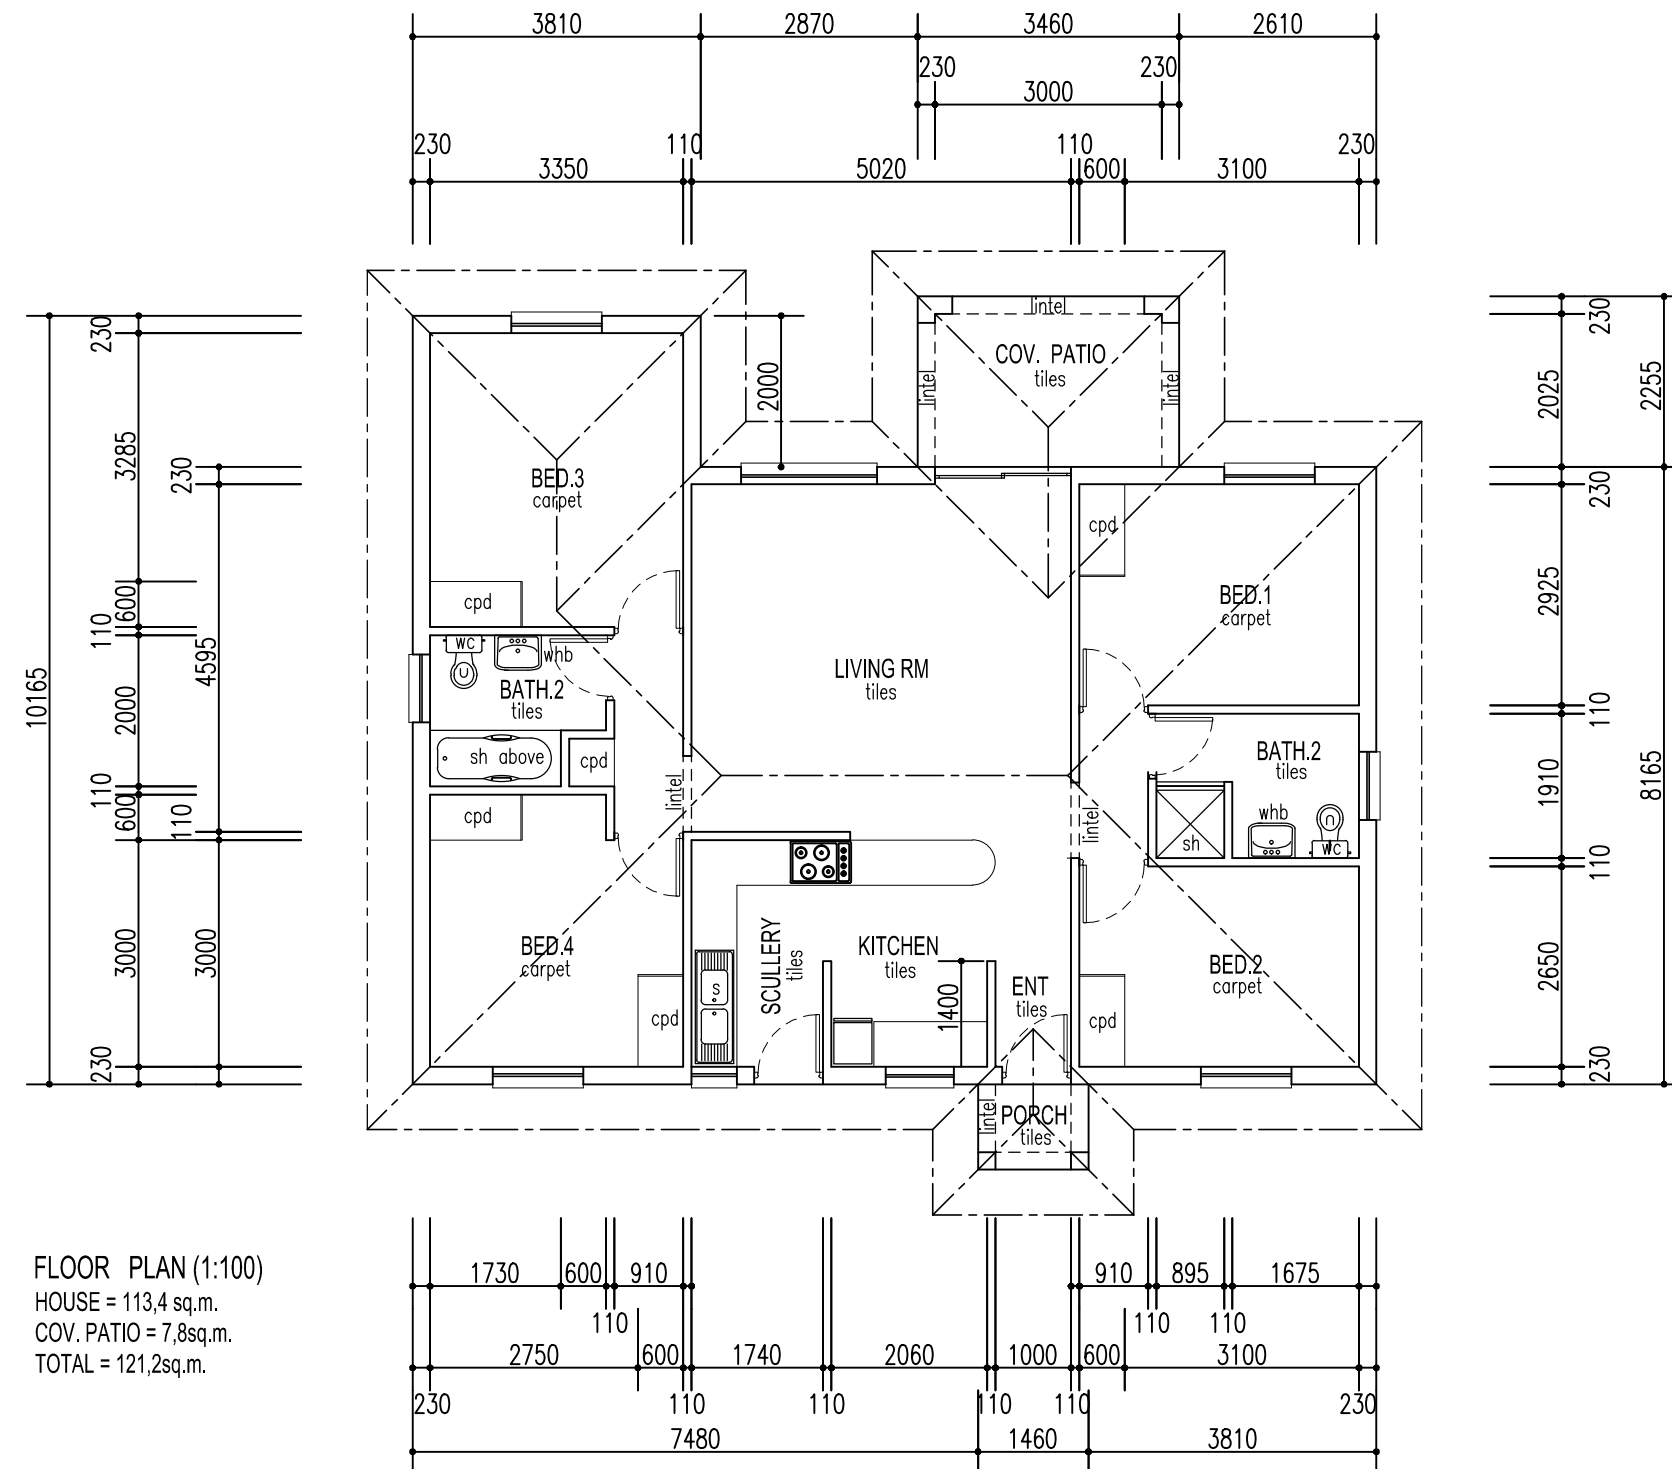 3810 2870 3460 2610
230 230
3000
230 110 110 230
3350 5020 600 3100
lintel
230 230
COV. PATIO
tiles
lintel lintel
2000 2025 2255
3285
230 230
BED.3
carpet
cpd
600 2925
BED.1
carpet
cpd
110
WC
whb
4595
LIVING RM
tiles
BATH.2
tiles
10165 2000
110
BATH.2
tiles
sh above cpd
lintel
1910 8165
110
600 110
cpd
lintel
whb
sh
WC
110
BED.4
carpet
SCULLERY
tiles
KITCHEN
tiles
BED.2
carpet
3000 3000
s
1400
ENT
tiles
2650
cpd
cpd
230 230
lintel
PORCH
tiles
FLOOR PLAN (1:100)
HOUSE = 113,4 sq.m.
COV. PATIO = 7,8sq.m.
TOTAL = 121,2sq.m.
1730 600 910 910 895 1675
110 110 110
2750 600 1740 2060 1000 600 3100
230 110 110 110 110 230
7480 1460 3810